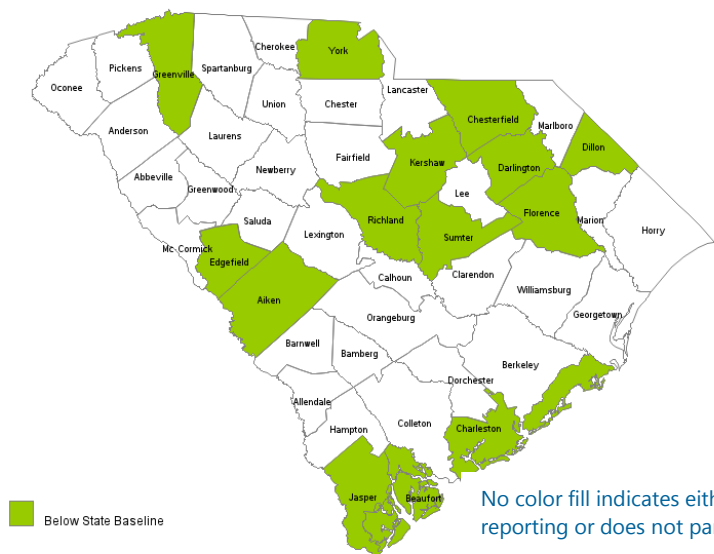 Cherokee
York
Pickens
Spartanburg
Greenville
Oconee
Lancaster
Union
Chester
Chesterfield
Marlboro
Anderson
Laurens
Dillon
Fairfield
Kershaw
Darlington
Abbeville
Newberry
Greenwood
Lee
Florence
Saluda
Richland
Marion
Lexington
Sumter
Horry
Mc Cormick
Edgefield
Calhoun
Clarendon
Aiken
Williamsburg
Orangeburg
Georgetown
Barnwell
Bamberg
Berkeley
Dorchester
Allendale
Colleton
Hampton
Charleston
Jasper
Beaufort
No color fill indicates eith
reporting or does not pa
Below State Baseline